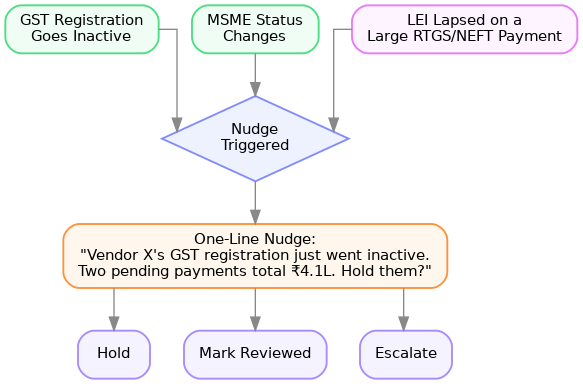 GST Registration
Goes Inactive
MSME Status
Changes
LEI Lapsed on a
Large RTGS/NEFT Payment
Nudge
Triggered
One-Line Nudge:
"Vendor X's GST registration just went inactive.
Two pending payments total ₹4.1L. Hold them?"
Hold
Mark Reviewed
Escalate